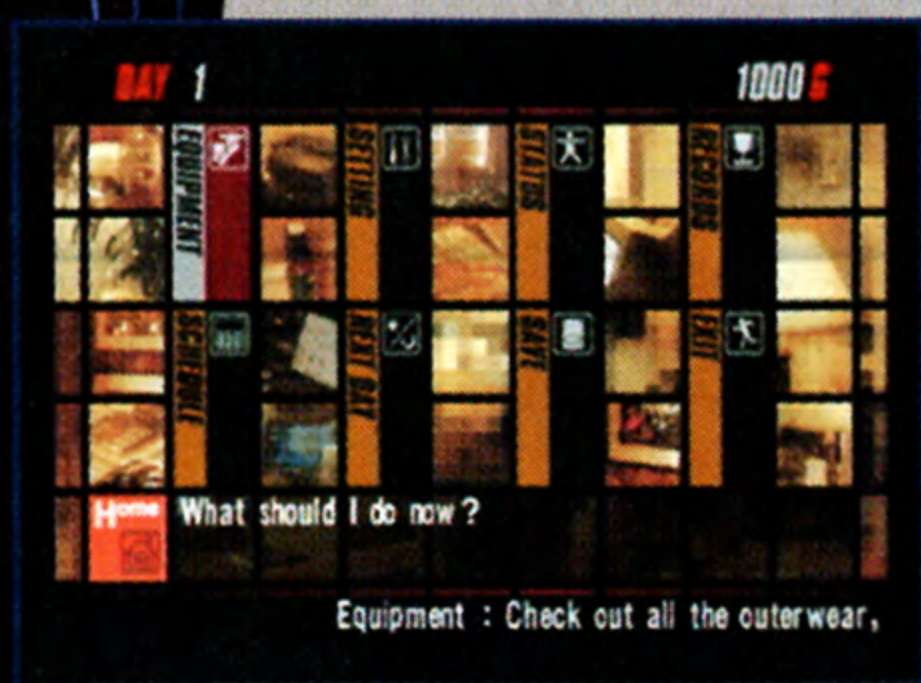 DAY 1
1000 G
EQUIPMENT
SETTING
STATUS
RECORDS
SCHEDULE
NEXT DAY
SAVE
EXIT
Home
What should I do now?
Equipment : Check out all the outerwear,